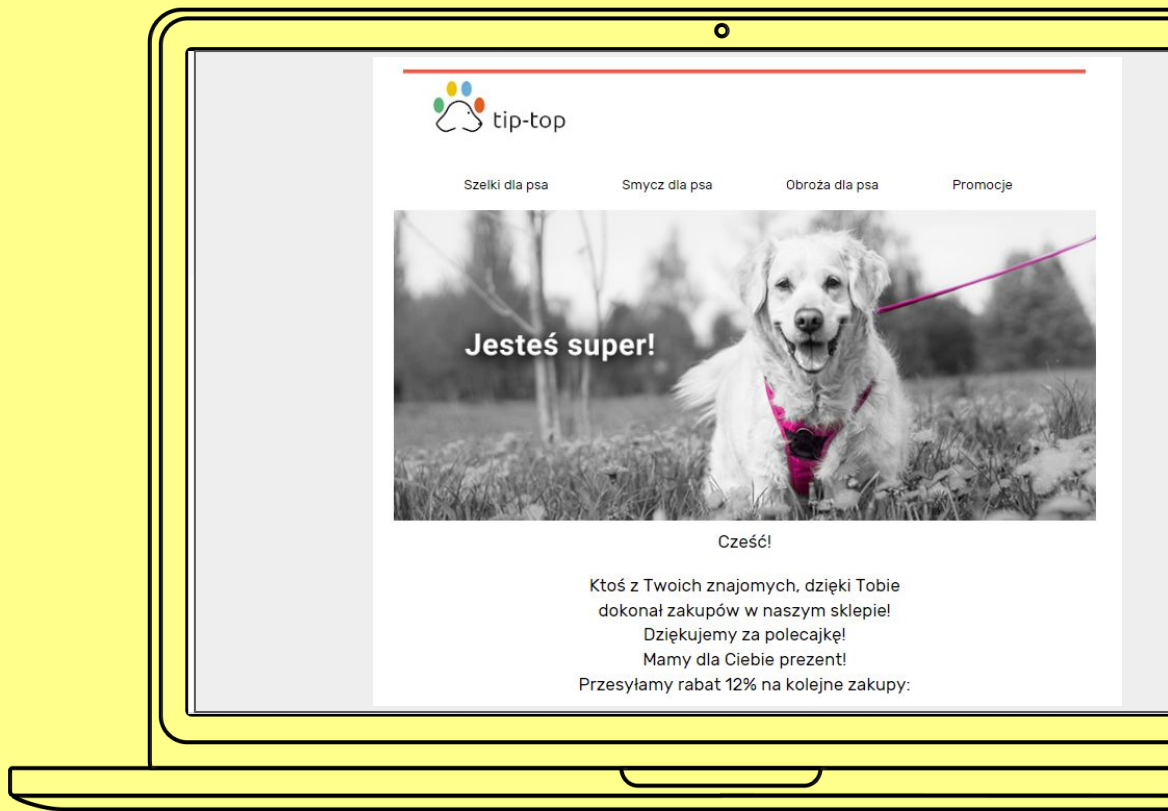 tip-top
Szelki dla psa Smycz dla psa Obroża dla psa Promocje
Jesteś super!
Cześć!
Ktoś z Twoich znajomych, dzięki Tobie
dokonał zakupów w naszym sklepie!
Dziękujemy za polecajkę!
Mamy dla Ciebie prezent!
Przesyłamy rabat 12% na kolejne zakupy: